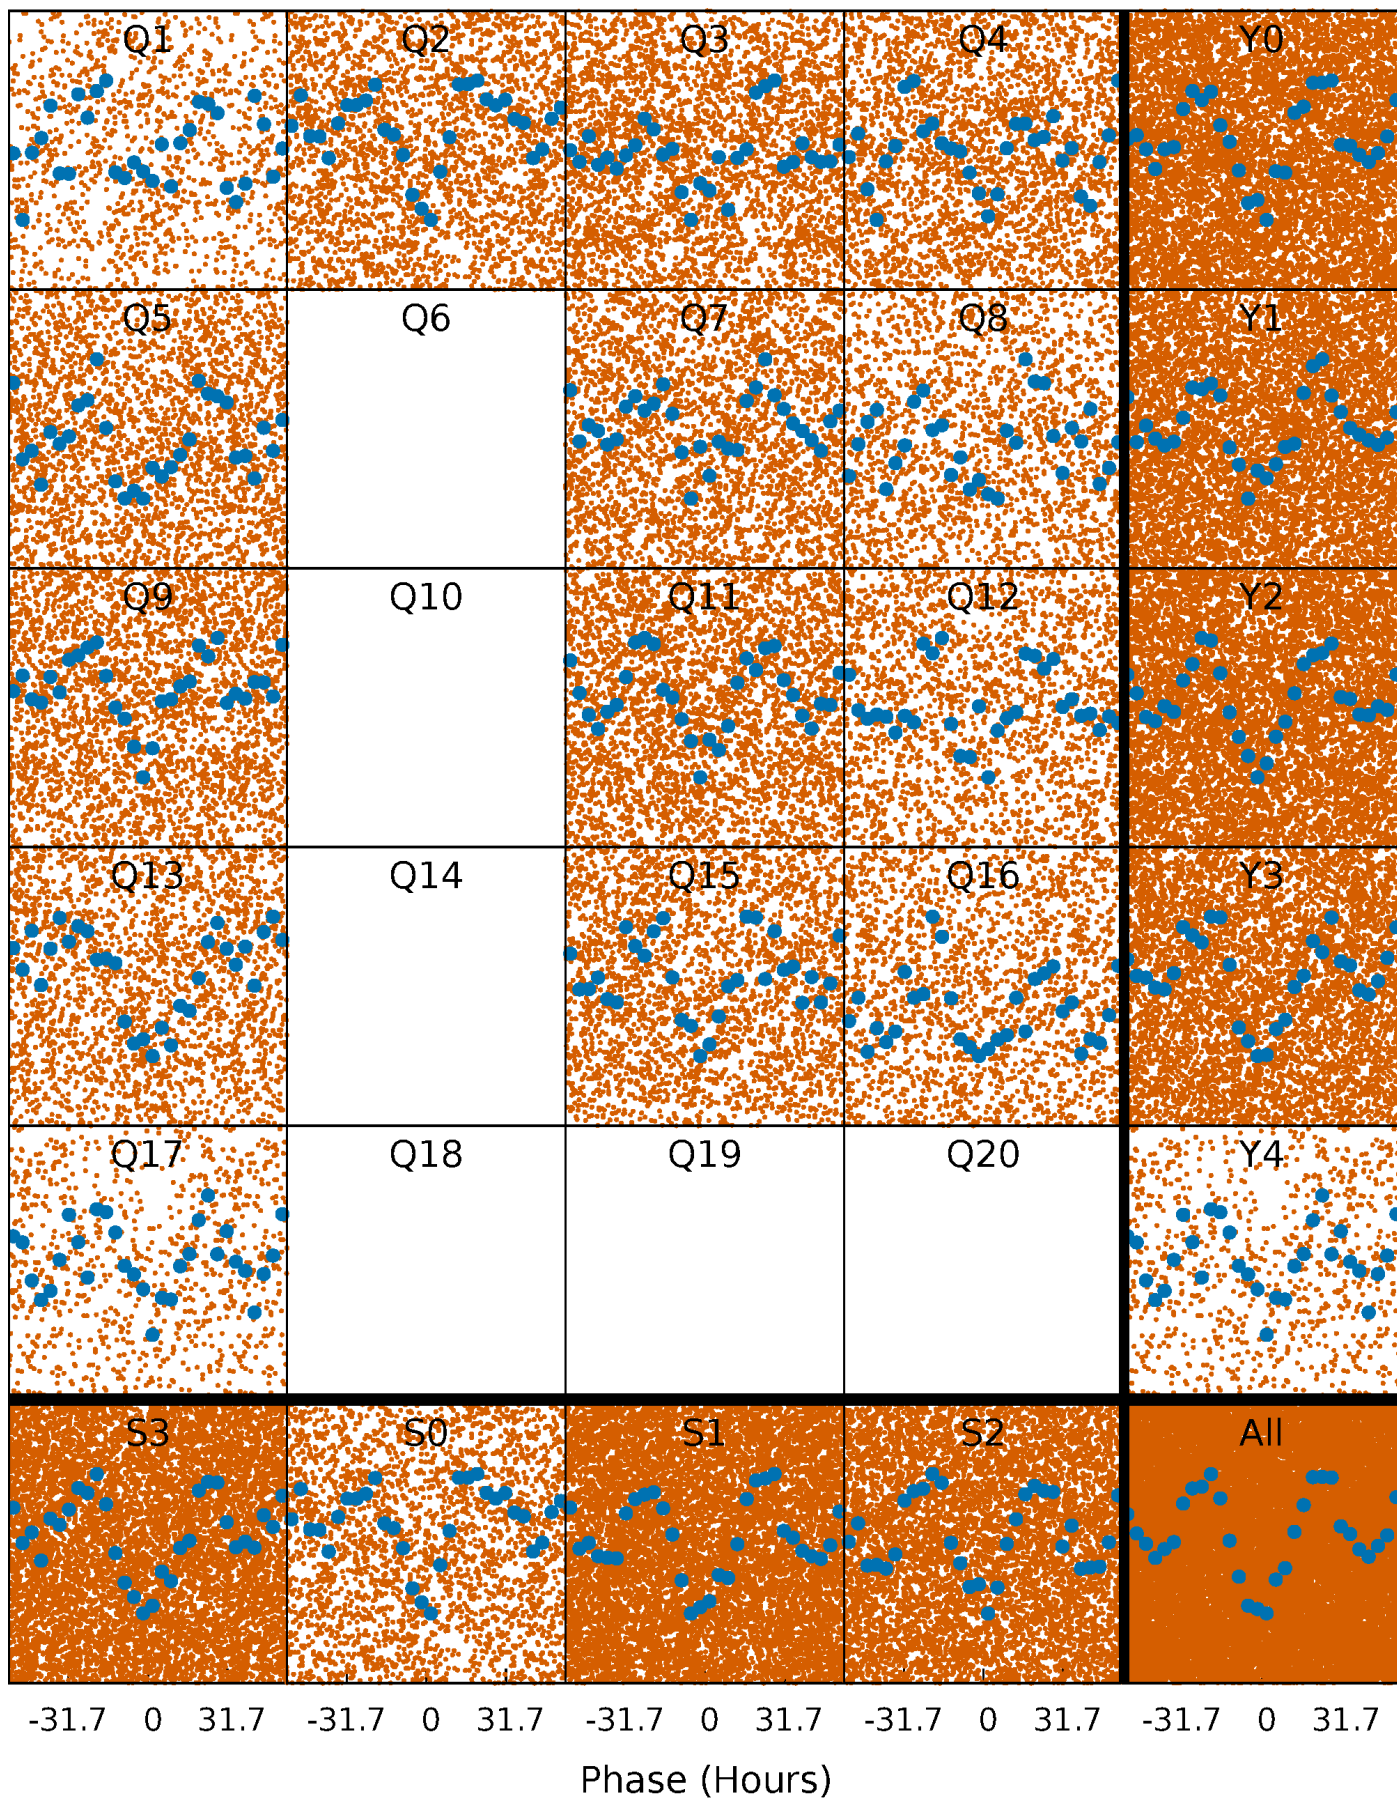 Q1 Q2 Q3 Q4 Y0
Q5 Q6 Q7 Q8 Y1
Q9 Q10 Q11 Q12 Y2
Q13 Q14 Q15 Q16 Y3
Q17 Q18 Q19 Q20 Y4
S3 S0 S1 S2 All
-31.7 0 31.7 -31.7 0 31.7 -31.7 0 31.7 -31.7 0 31.7 -31.7 0 31.7
Phase (Hours)